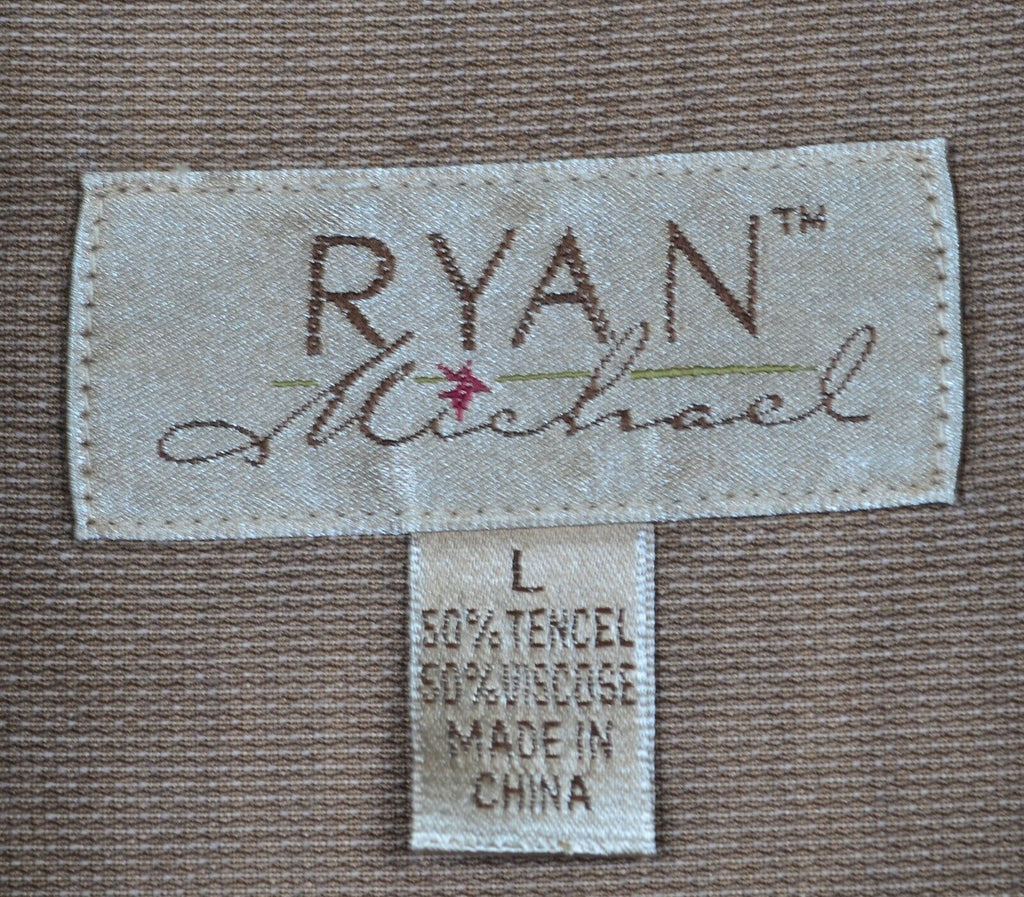 RYAN™
Michael
L
50% TENCEL
50% VISCOSE
MADE IN
CHINA